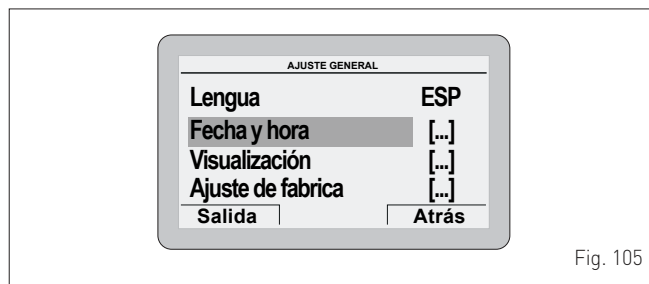 AJUSTE GENERAL
Lengua ESP
Fecha y hora [...]
Visualización [...]
Ajuste de fabrica [...]
Salida Atrás
Fig. 105